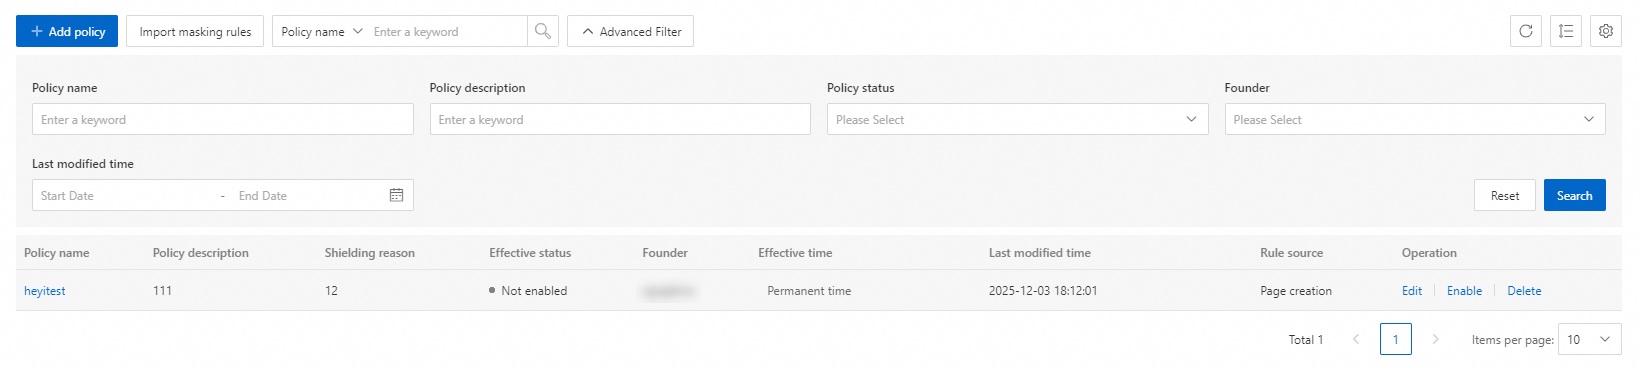 + Add policy Import masking rules Policy name Enter a keyword Advanced Filter
Policy name Policy description Policy status Founder
Enter a keyword Enter a keyword Please Select Please Select
Last modified time
Start Date - End Date Reset Search
Policy name Policy description Shielding reason Effective status Founder Effective time Last modified time Rule source Operation
heyitest 111 12 Not enabled Permanent time 2025-12-03 18:12:01 Page creation Edit Enable Delete
Total 1 1 Items per page: 10